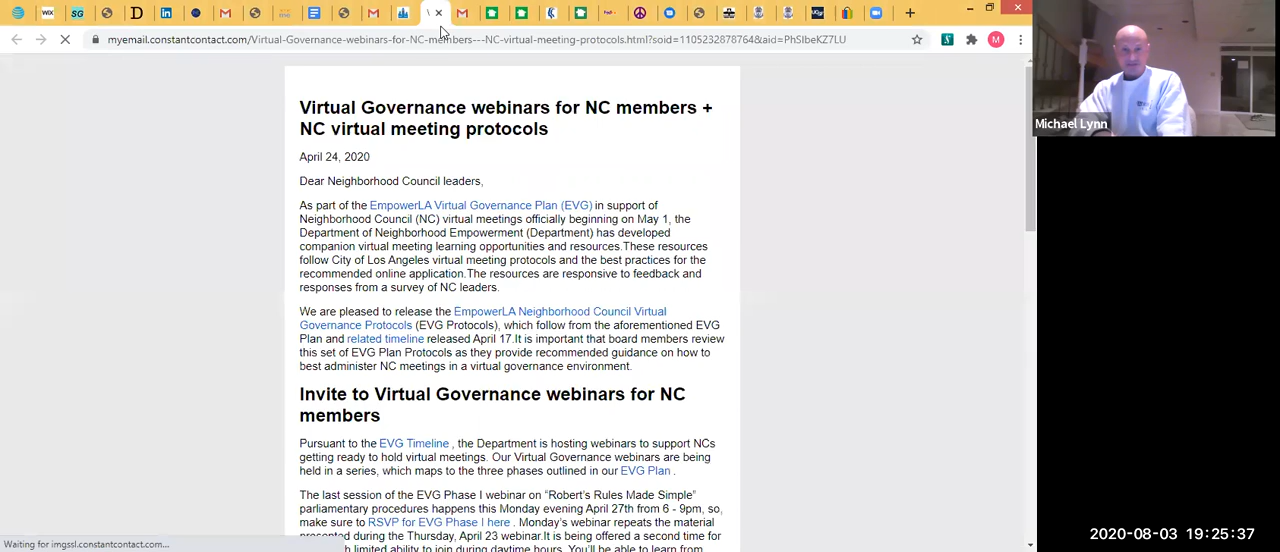 myemail.constantcontact.com/Virtual-Governance-webinars-for-NC-members---NC-virtual-meeting-protocols.html?soid=1105232878764&aid=PhSIbeKZ7LU
Michael Lynn
Virtual Governance webinars for NC members +
NC virtual meeting protocols
April 24, 2020
Dear Neighborhood Council leaders,
As part of the EmpowerLA Virtual Governance Plan (EVG) in support of
Neighborhood Council (NC) virtual meetings officially beginning on May 1, the
Department of Neighborhood Empowerment (Department) has developed
companion virtual meeting learning opportunities and resources.These resources
follow City of Los Angeles virtual meeting protocols and the best practices for the
recommended online application.The resources are responsive to feedback and
responses from a survey of NC leaders.
We are pleased to release the EmpowerLA Neighborhood Council Virtual
Governance Protocols (EVG Protocols), which follow from the aforementioned EVG
Plan and related timeline released April 17.It is important that board members review
this set of EVG Plan Protocols as they provide recommended guidance on how to
best administer NC meetings in a virtual governance environment.
Invite to Virtual Governance webinars for NC
members
Pursuant to the EVG Timeline , the Department is hosting webinars to support NCs
getting ready to hold virtual meetings. Our Virtual Governance webinars are being
held in a series, which maps to the three phases outlined in our EVG Plan .
The last session of the EVG Phase I webinar on “Robert’s Rules Made Simple”
parliamentary procedures happens this Monday evening April 27th from 6 - 9pm, so,
make sure to RSVP for EVG Phase I here . Monday’s webinar repeats the material
presented during the Thursday, April 23 webinar.It is being offered a second time for
limited ability to join during daytime hours. You’ll be able to learn from
Waiting for imgssl.constantcontact.com...
2020-08-03 19:25:37